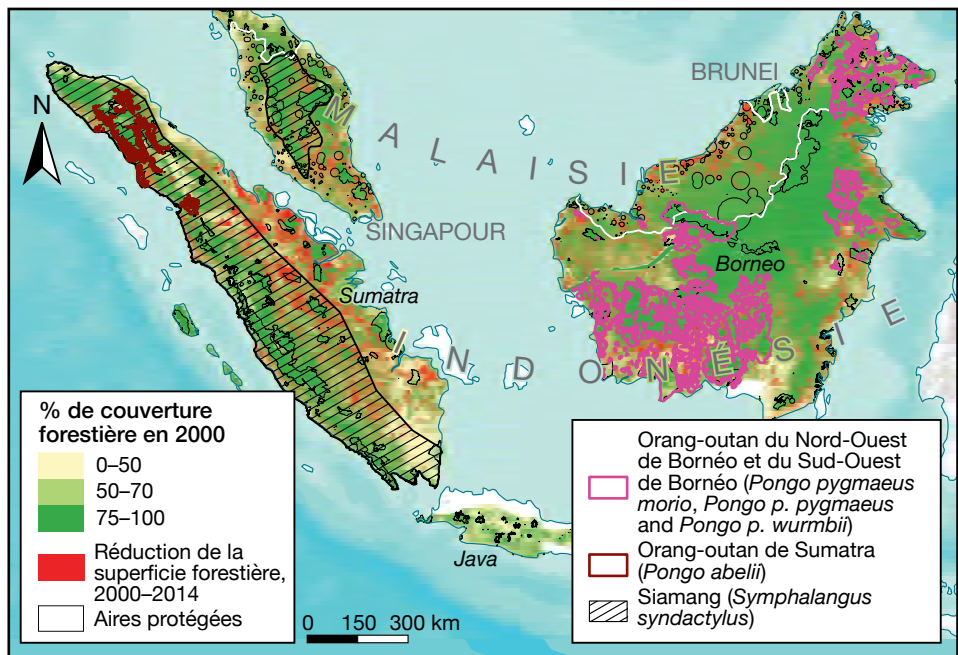 N
MALAISIE
BRUNEI
SINGAPOUR
Borneo
Sumatra
INDONÉSIE
Java
% de couverture
forestière en 2000
0–50
50–70
75–100
Réduction de la
superficie forestière,
2000–2014
Aires protégées
0 150 300 km
Orang-outan du Nord-Ouest
de Bornéo et du Sud-Ouest
de Bornéo (Pongo pygmaeus
morio, Pongo p. pygmaeus
and Pongo p. wurmbii)
Orang-outan de Sumatra
(Pongo abelii)
Siamang (Symphalangus
syndactylus)